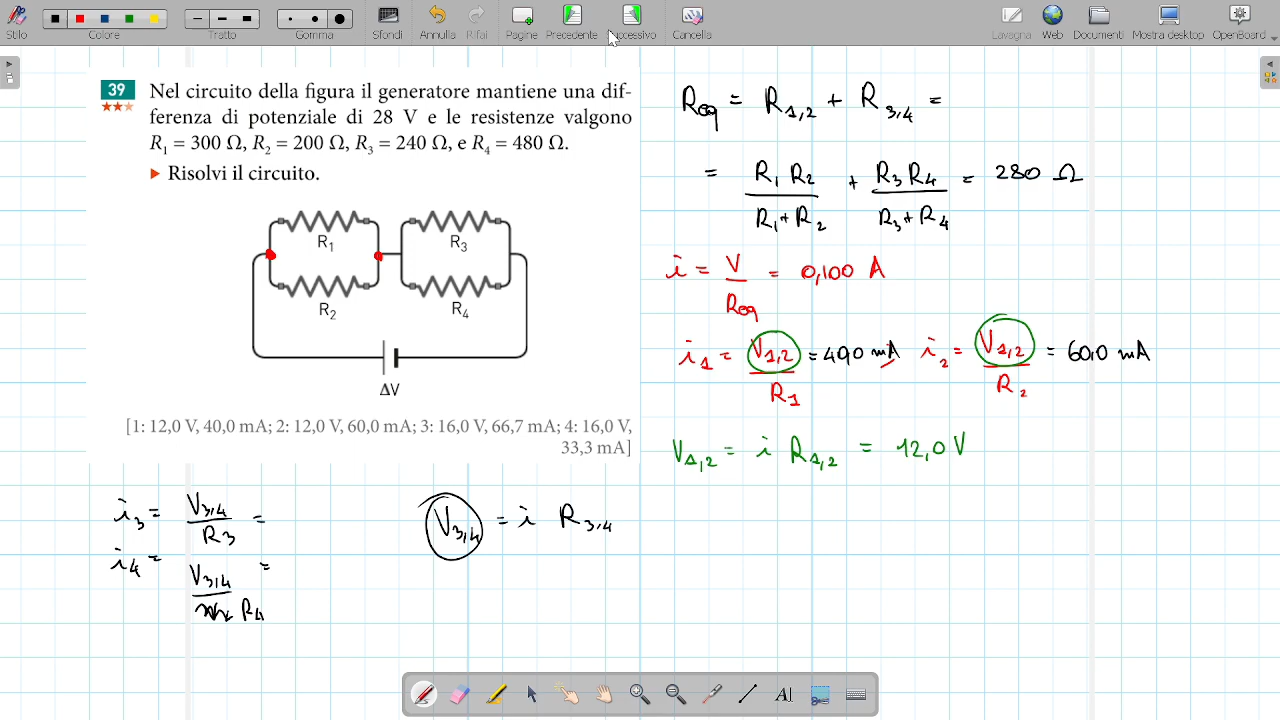 Stilo Colore Tratto Gomma Sfondi Annulla Rifai Pagine Precedente Successivo Cancella Lavagna Web Documenti Mostra desktop OpenBoard
39 Nel circuito della figura il generatore mantiene una dif-
ferenza di potenziale di 28 V e le resistenze valgono
R₁ = 300 Ω, R₂ = 200 Ω, R₃ = 240 Ω, e R₄ = 480 Ω.
Risolvi il circuito.
R₁ R₃
R₂ R₄
ΔV
[1: 12,0 V, 40,0 mA; 2: 12,0 V, 60,0 mA; 3: 16,0 V, 66,7 mA; 4: 16,0 V,
33,3 mA]
Req = R1,2 + R3,4 =
= R1 R2 / R1+R2 + R3 R4 / R3+R4 = 280 Ω
i = V / Req = 0,100 A
i1 = V1,2 / R1 = 40,0 mA i2 = V1,2 / R2 = 60,0 mA
V1,2 = i R1,2 = 12,0 V
i3 = V3,4 / R3 =
i4 = V3,4 / R4 =
V3,4 = i R3,4
AI